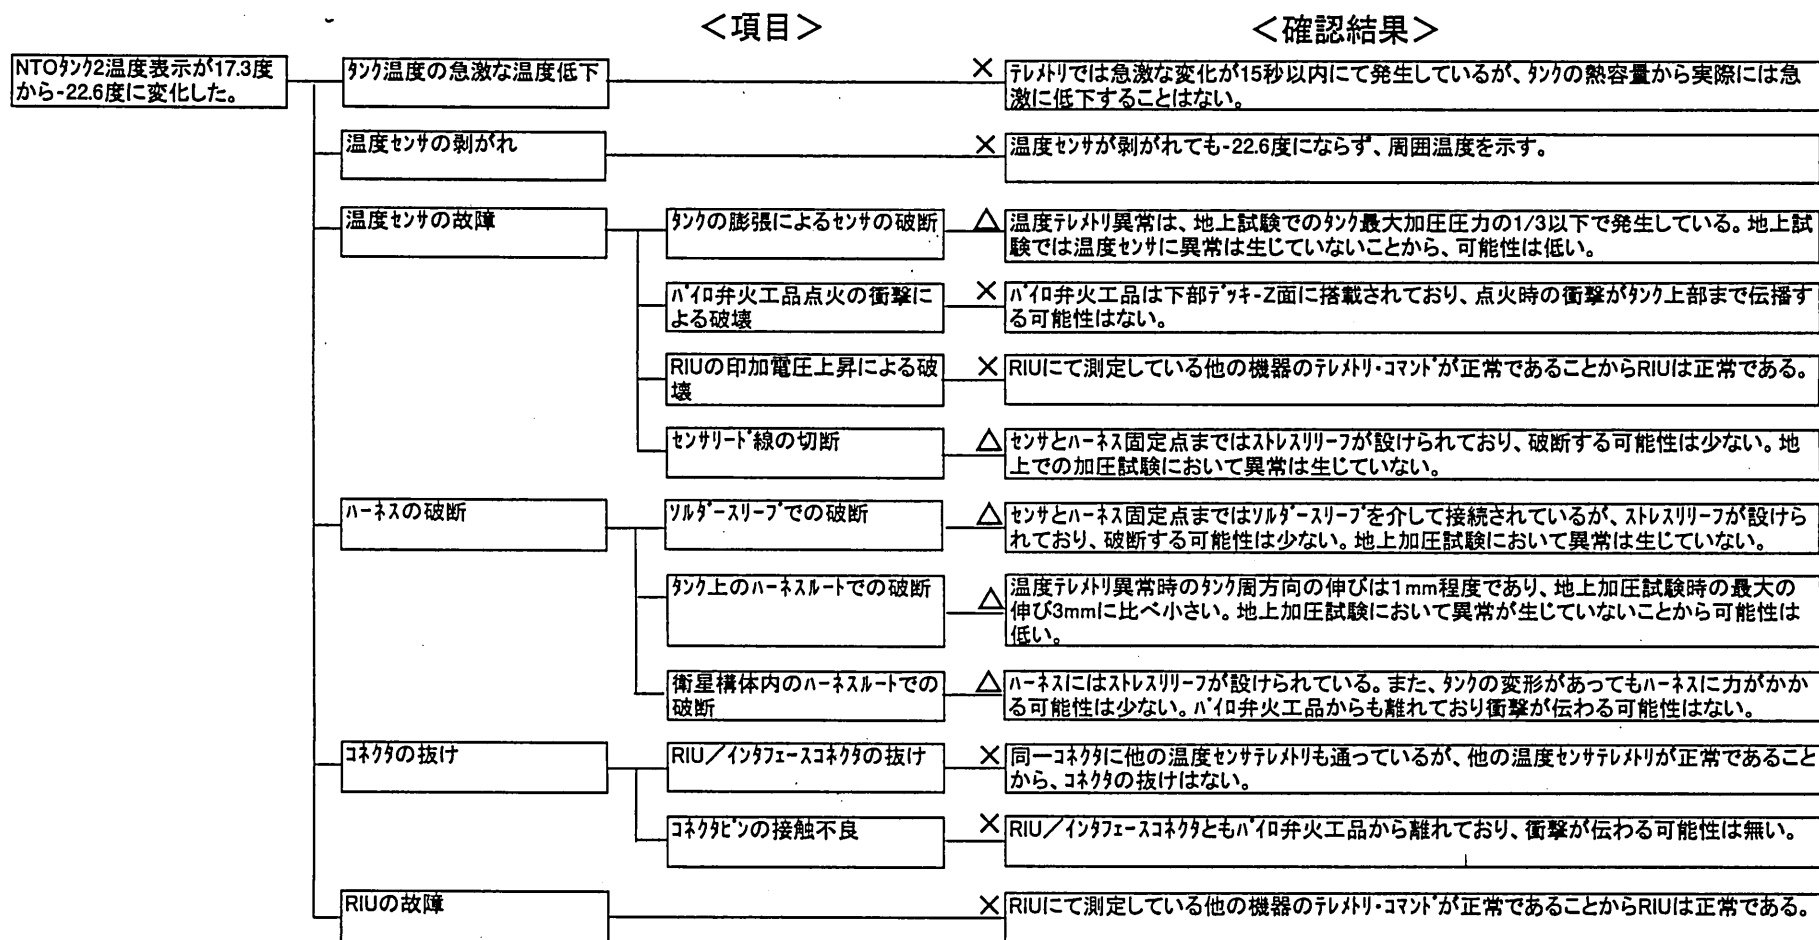 <項目>
<確認結果>
NTOﾀﾝｸ2温度表示が17.3度
から-22.6度に変化した。
ﾀﾝｸ温度の急激な温度低下
×
ﾃﾚﾒﾄﾘでは急激な変化が15秒以内にて発生しているが、ﾀﾝｸの熱容量から実際には急
激に低下することはない。
温度ｾﾝｻの剥がれ
×
温度ｾﾝｻが剥がれても-22.6度にならず、周囲温度を示す。
温度ｾﾝｻの故障
ﾀﾝｸの膨張によるｾﾝｻの破断
△
温度ﾃﾚﾒﾄﾘ異常は、地上試験でのﾀﾝｸ最大加圧圧力の1/3以下で発生している。地上試
験では温度ｾﾝｻに異常は生じていないことから、可能性は低い。
ﾊﾟｲﾛ弁火工品点火の衝撃に
よる破壊
×
ﾊﾟｲﾛ弁火工品は下部ﾃﾞｯｷ-Z面に搭載されており、点火時の衝撃がﾀﾝｸ上部まで伝播す
る可能性はない。
RIUの印加電圧上昇による破
壊
×
RIUにて測定している他の機器のﾃﾚﾒﾄﾘ・ｺﾏﾝﾄﾞが正常であることからRIUは正常である。
ｾﾝｻﾘｰﾄﾞ線の切断
△
ｾﾝｻとﾊｰﾈｽ固定点まではｽﾄﾚｽﾘﾘｰﾌが設けられており、破断する可能性は少ない。地
上での加圧試験において異常は生じていない。
ﾊｰﾈｽの破断
ｿﾙﾀﾞｰｽﾘｰﾌﾞでの破断
△
ｾﾝｻとﾊｰﾈｽ固定点まではｿﾙﾀﾞｰｽﾘｰﾌﾞを介して接続されているが、ｽﾄﾚｽﾘﾘｰﾌが設けら
れており、破断する可能性は少ない。地上加圧試験において異常は生じていない。
ﾀﾝｸ上のﾊｰﾈｽﾙｰﾄでの破断
△
温度ﾃﾚﾒﾄﾘ異常時のﾀﾝｸ周方向の伸びは1mm程度であり、地上加圧試験時の最大の
伸び3mmに比べ小さい。地上加圧試験において異常が生じていないことから可能性は
低い。
衛星構体内のﾊｰﾈｽﾙｰﾄでの
破断
△
ﾊｰﾈｽにはｽﾄﾚｽﾘﾘｰﾌが設けられている。また、ﾀﾝｸの変形があってもﾊｰﾈｽに力がかか
る可能性は少ない。ﾊﾟｲﾛ弁火工品からも離れており衝撃が伝わる可能性はない。
ｺﾈｸﾀの抜け
RIU／ｲﾝﾀﾌｪｰｽｺﾈｸﾀの抜け
×
同一ｺﾈｸﾀに他の温度ｾﾝｻﾃﾚﾒﾄﾘも通っているが、他の温度ｾﾝｻﾃﾚﾒﾄﾘが正常であること
から、ｺﾈｸﾀの抜けはない。
ｺﾈｸﾀﾋﾟﾝの接触不良
×
RIU／ｲﾝﾀﾌｪｰｽｺﾈｸﾀともﾊﾟｲﾛ弁火工品から離れており、衝撃が伝わる可能性は無い。
RIUの故障
×
RIUにて測定している他の機器のﾃﾚﾒﾄﾘ・ｺﾏﾝﾄﾞが正常であることからRIUは正常である。